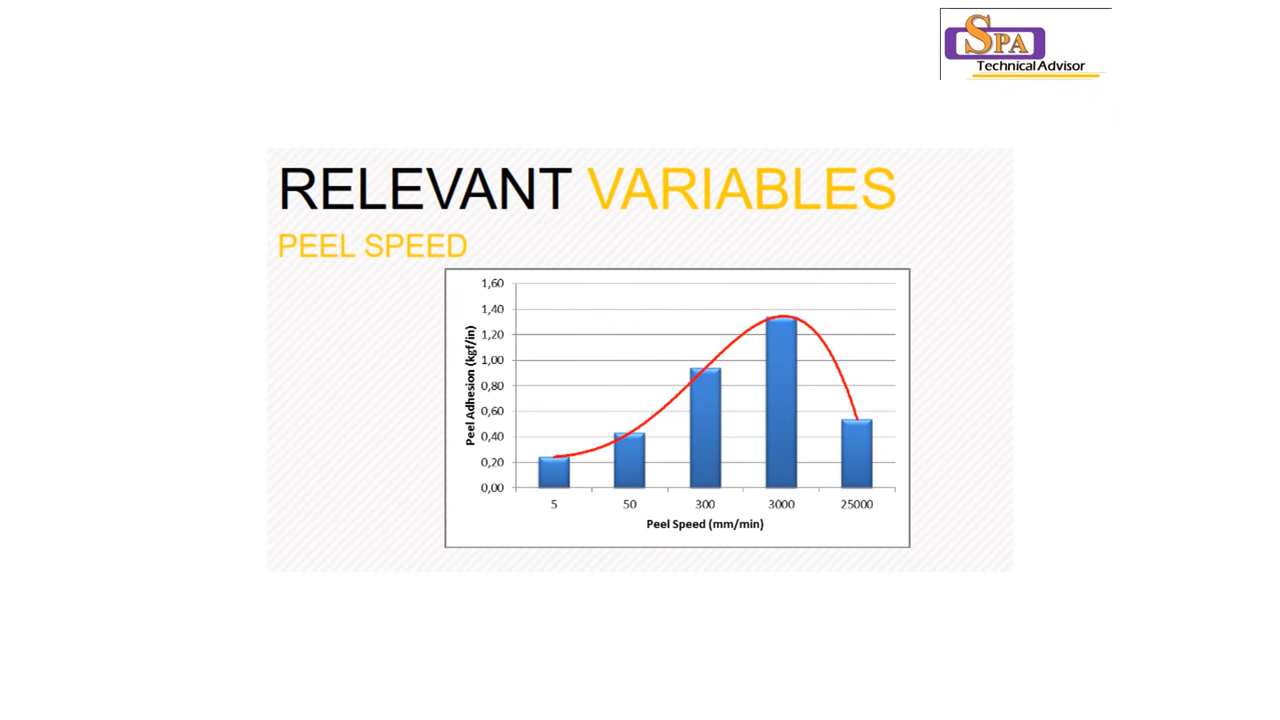 SPA
Technical Advisor
RELEVANT VARIABLES
PEEL SPEED
Peel Adhesion (kgf/in)
1,60
1,40
1,20
1,00
0,80
0,60
0,40
0,20
0,00
5 50 300 3000 25000
Peel Speed (mm/min)